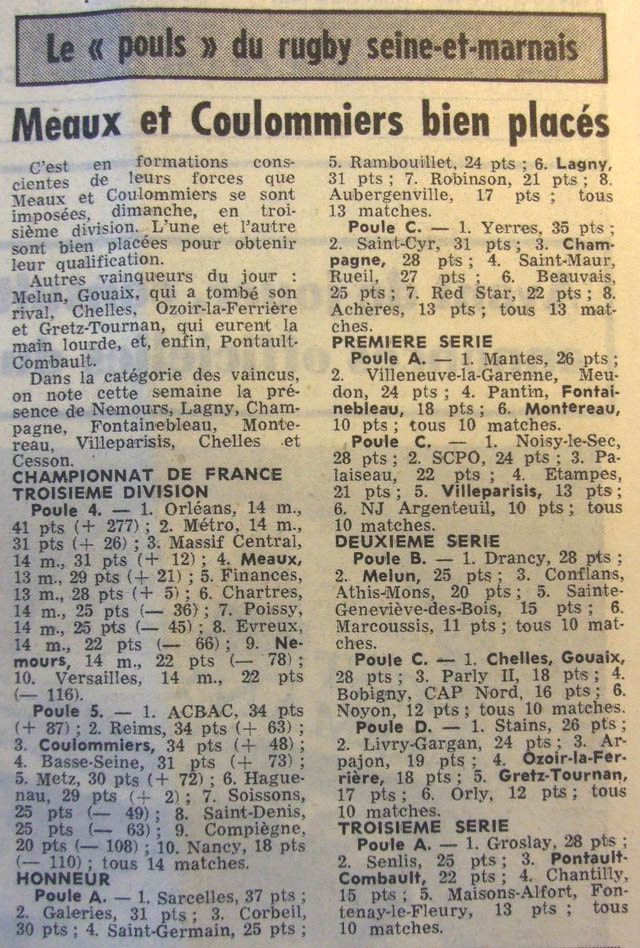 Le « pouls » du rugby seine-et-marnais
Meaux et Coulommiers bien placés
C'est en formations cons-
cientes de leurs forces que
Meaux et Coulommiers se sont
imposées, dimanche, en troi-
sième division. L'une et l'autre
sont bien placées pour obtenir
leur qualification.
Autres vainqueurs du jour :
Melun, Gouaix, qui a tombé son
rival, Chelles, Ozoir-la-Ferrière
et Gretz-Tournan, qui eurent la
main lourde, et, enfin, Pontault-
Combault.
Dans la catégorie des vaincus,
on note cette semaine la pré-
sence de Nemours, Lagny, Cham-
pagne, Fontainebleau, Monte-
reau, Villeparisis, Chelles et
Cesson.
CHAMPIONNAT DE FRANCE
TROISIEME DIVISION
Poule 4. — 1. Orléans, 14 m.,
41 pts (+ 277) ; 2. Métro, 14 m.,
31 pts (+ 26) ; 3. Massif Central,
14 m., 31 pts (+ 12) ; 4. Meaux,
13 m., 29 pts (+ 21) ; 5. Finances,
13 m., 28 pts (+ 5) ; 6. Chartres,
14 m., 25 pts (— 36) ; 7. Poissy,
14 m., 25 pts (— 45) ; 8. Evreux,
14 m., 22 pts (— 66) ; 9. Ne-
mours, 14 m., 22 pts (— 78) ;
10. Versailles, 14 m., 22 pts
(— 116).
Poule 5. — 1. ACBAC, 34 pts
(+ 87) ; 2. Reims, 34 pts (+ 63) ;
3. Coulommiers, 34 pts (+ 48) ;
4. Basse-Seine, 31 pts (+ 73) ;
5. Metz, 30 pts (+ 72) ; 6. Hague-
nau, 29 pts (+ 2) ; 7. Soissons,
25 pts (— 49) ; 8. Saint-Denis,
25 pts (— 63) ; 9. Compiègne,
20 pts (— 108) ; 10. Nancy, 18 pts
(— 110) ; tous 14 matches.
HONNEUR
Poule A. — 1. Sarcelles, 37 pts ;
2. Galeries, 31 pts ; 3. Corbeil,
30 pts ; 4. Saint-Germain, 25 pts ;
5. Rambouillet, 24 pts ; 6. Lagny,
31 pts ; 7. Robinson, 21 pts ; 8.
Aubergenville, 17 pts ; tous
13 matches.
Poule C. — 1. Yerres, 35 pts ;
2. Saint-Cyr, 31 pts ; 3. Cham-
pagne, 28 pts ; 4. Saint-Maur,
Rueil, 27 pts ; 6. Beauvais,
25 pts ; 7. Red Star, 22 pts ; 8.
Achères, 13 pts ; tous 13 mat-
ches.
PREMIERE SERIE
Poule A. — 1. Mantes, 26 pts ;
2. Villeneuve-la-Garenne, Meu-
don, 24 pts ; 4. Pantin, Fontai-
nebleau, 18 pts ; 6. Montereau,
10 pts ; tous 10 matches.
Poule C. — 1. Noisy-le-Sec,
28 pts ; 2. SCPO, 24 pts ; 3. Pa-
laiseau, 22 pts ; 4. Etampes,
21 pts ; 5. Villeparisis, 13 pts ;
6. NJ Argenteuil, 10 pts ; tous
10 matches.
DEUXIEME SERIE
Poule B. — 1. Drancy, 28 pts ;
2. Melun, 25 pts ; 3. Conflans,
Athis-Mons, 20 pts ; 5. Sainte-
Geneviève-des-Bois, 15 pts ; 6.
Marcoussis, 11 pts ; tous 10 mat-
ches.
Poule C. — 1. Chelles, Gouaix,
28 pts ; 3. Parly II, 18 pts ; 4.
Bobigny, CAP Nord, 16 pts ; 6.
Noyon, 12 pts ; tous 10 matches.
Poule D. — 1. Stains, 26 pts ;
2. Livry-Gargan, 24 pts ; 3. Ar-
pajon, 19 pts ; 4. Ozoir-la-Fer-
rière, 18 pts ; 5. Gretz-Tournan,
17 pts ; 6. Orly, 12 pts ; tous
10 matches.
TROISIEME SERIE
Poule A. — 1. Groslay, 28 pts ;
2. Senlis, 25 pts ; 3. Pontault-
Combault, 22 pts ; 4. Chantilly,
15 pts ; 5. Maisons-Alfort, Fon-
tenay-le-Fleury, 13 pts ; tous
10 matches.